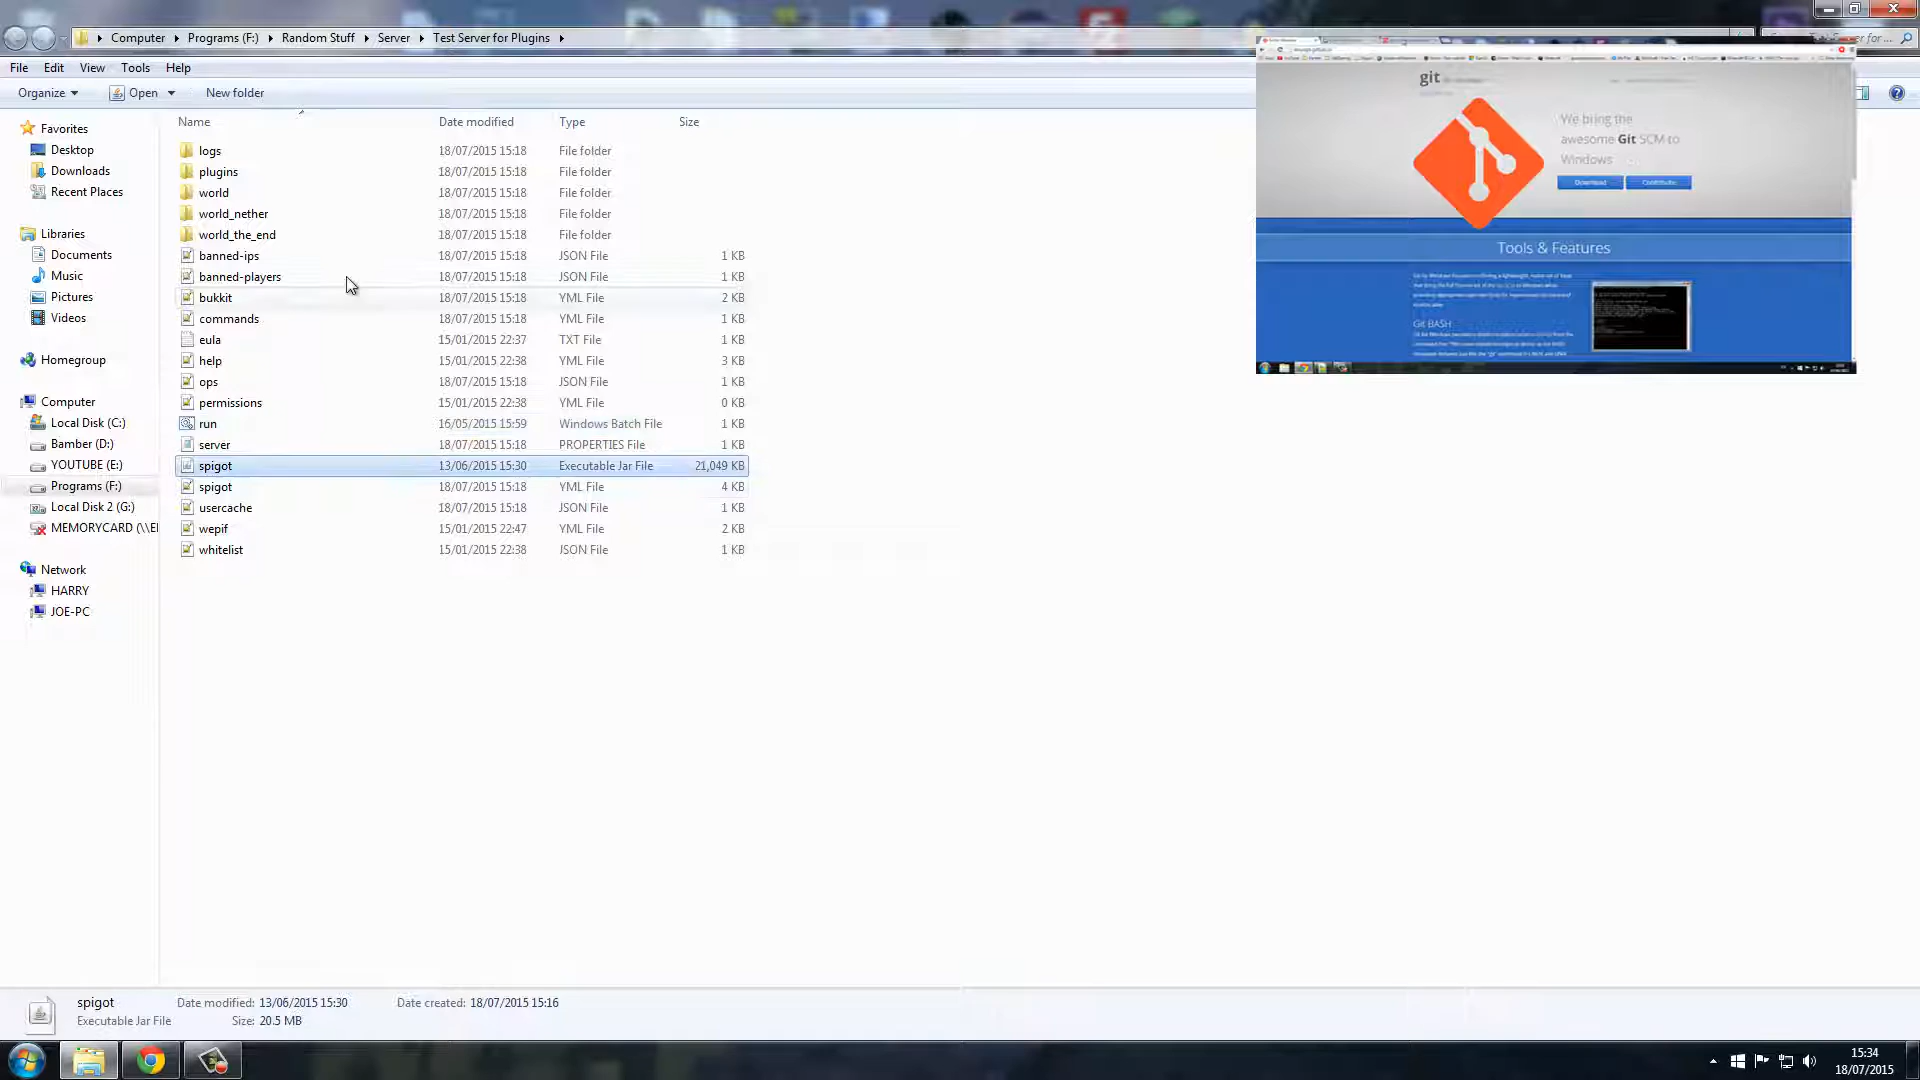 Computer Programs (F:) Random Stuff Server Test Server for Plugins
File Edit View Tools Help
Organize Open New folder
Name Date modified Type Size
Favorites
Desktop
Downloads
Recent Places
Libraries
Documents
Music
Pictures
Videos
Homegroup
Computer
Local Disk (C:)
Bamber (D:)
YOUTUBE (E:)
Programs (F:)
Local Disk 2 (G:)
MEMORYCARD (\\EI
Network
HARRY
JOE-PC
logs 18/07/2015 15:18 File folder
plugins 18/07/2015 15:18 File folder
world 18/07/2015 15:18 File folder
world_nether 18/07/2015 15:18 File folder
world_the_end 18/07/2015 15:18 File folder
banned-ips 18/07/2015 15:18 JSON File 1 KB
banned-players 18/07/2015 15:18 JSON File 1 KB
bukkit 18/07/2015 15:18 YML File 2 KB
commands 18/07/2015 15:18 YML File 1 KB
eula 15/01/2015 22:37 TXT File 1 KB
help 15/01/2015 22:38 YML File 3 KB
ops 18/07/2015 15:18 JSON File 1 KB
permissions 15/01/2015 22:38 YML File 0 KB
run 16/05/2015 15:59 Windows Batch File 1 KB
server 18/07/2015 15:18 PROPERTIES File 1 KB
spigot 13/06/2015 15:30 Executable Jar File 21,049 KB
spigot 18/07/2015 15:18 YML File 4 KB
usercache 18/07/2015 15:18 JSON File 1 KB
wepif 15/01/2015 22:47 YML File 2 KB
whitelist 15/01/2015 22:38 JSON File 1 KB
git
We bring the
awesome Git SCM to
Windows
Download Contribute
Tools & Features
Git BASH
spigot Date modified: 13/06/2015 15:30 Date created: 18/07/2015 15:16
Executable Jar File Size: 20.5 MB
15:34
18/07/2015